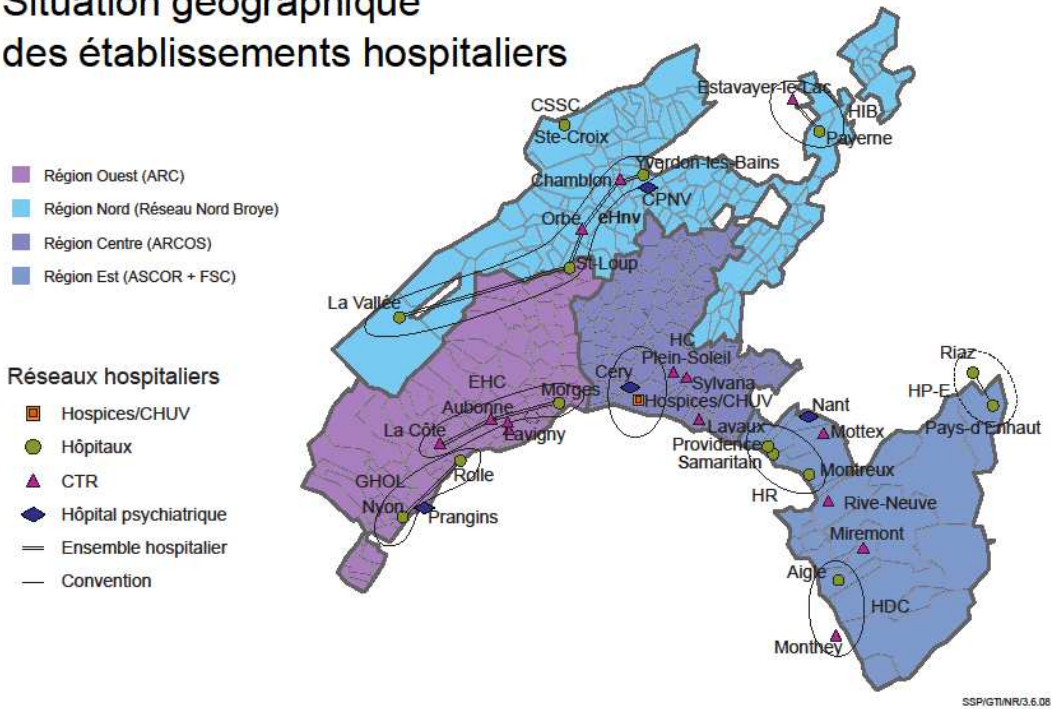 Situation géographique
des établissements hospitaliers
Région Ouest (ARC)
Région Nord (Réseau Nord Broye)
Région Centre (ARCOS)
Région Est (ASCOR + FSC)
Réseaux hospitaliers
Hospices/CHUV
Hôpitaux
CTR
Hôpital psychiatrique
Ensemble hospitalier
Convention
Estavayer-le-Lac
HIB
Payerne
CSSC
Ste-Croix
Yverdon-les-Bains
Chamblon
CPNV
Orbe
eHnv
St-Loup
La Vallée
HC
Plein-Soleil
Cery
Sylvana
Hospices/CHUV
EHC
Morges
Aubonne
Lavigny
La Côte
Lavaux
Providence
Samaritain
Nant
Mottex
Riaz
HP-E
Pays-d'Enhaut
GHOL
Rolle
Nyon
Prangins
HR
Montreux
Rive-Neuve
Miremont
Aigle
HDC
Monthey
SSP/GTI/NR/3.6.08